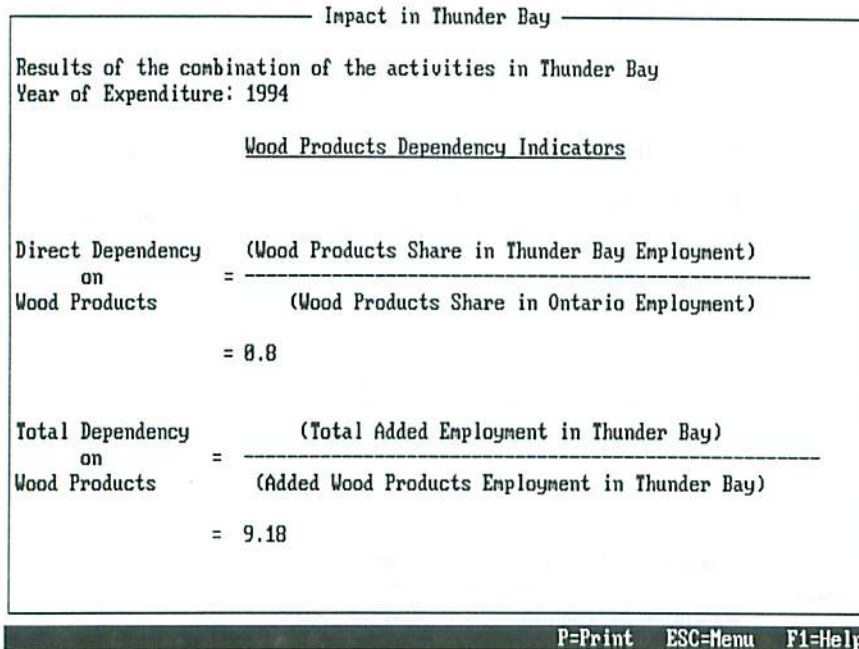 Impact in Thunder Bay
Results of the combination of the activities in Thunder Bay
Year of Expenditure: 1994
Wood Products Dependency Indicators
Direct Dependency (Wood Products Share in Thunder Bay Employment)
on = ----------------------------------------------------
Wood Products (Wood Products Share in Ontario Employment)
= 0.8
Total Dependency (Total Added Employment in Thunder Bay)
on = -----------------------------------------------------
Wood Products (Added Wood Products Employment in Thunder Bay)
= 9.18
P=Print ESC=Menu F1=Help